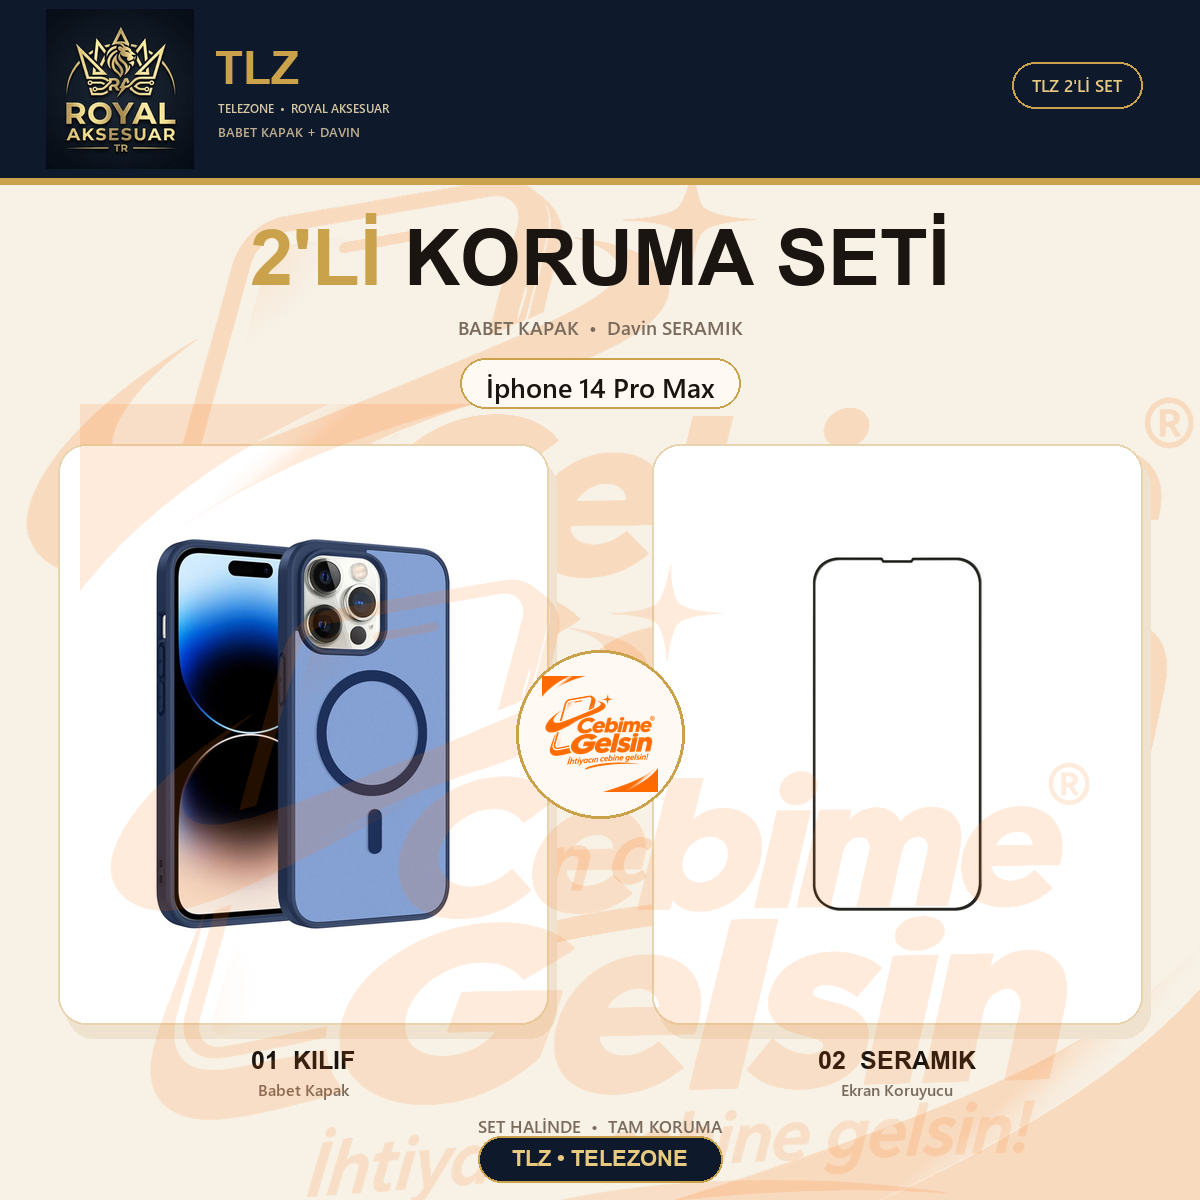 ROYAL
AKSESUAR
TR
TLZ
TELEZONE • ROYAL AKSESUAR
BABET KAPAK + DAVIN
TLZ 2'Lİ SET
2'Lİ KORUMA SETİ
BABET KAPAK • Davin SERAMIK
İphone 14 Pro Max
Cebime
Gelsin
İhtiyacın cebine gelsin!
Cebime®
Gelsin
01 KILIF
Babet Kapak
02 SERAMIK
Ekran Koruyucu
SET HALİNDE • TAM KORUMA
TLZ • TELEZONE